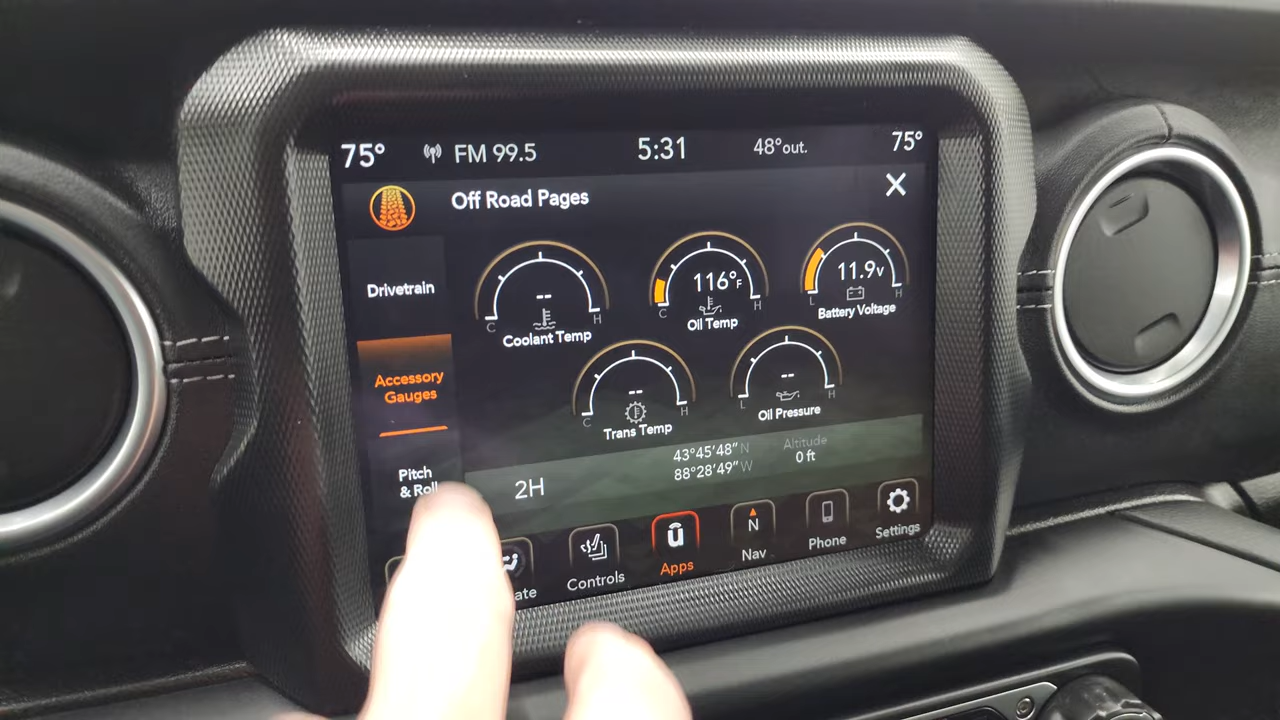 75° FM 99.5 5:31 48°out. 75°
Off Road Pages X
Drivetrain
Accessory
Gauges
Pitch
& Roll
--
C H
Coolant Temp
116°F
C H
Oil Temp
11.9v
L H
Battery Voltage
--
C H
Trans Temp
--
L H
Oil Pressure
2H
43°45'48" N
88°28'49" W
Altitude
0 ft
ate
Controls
Apps
N
Nav
Phone
Settings